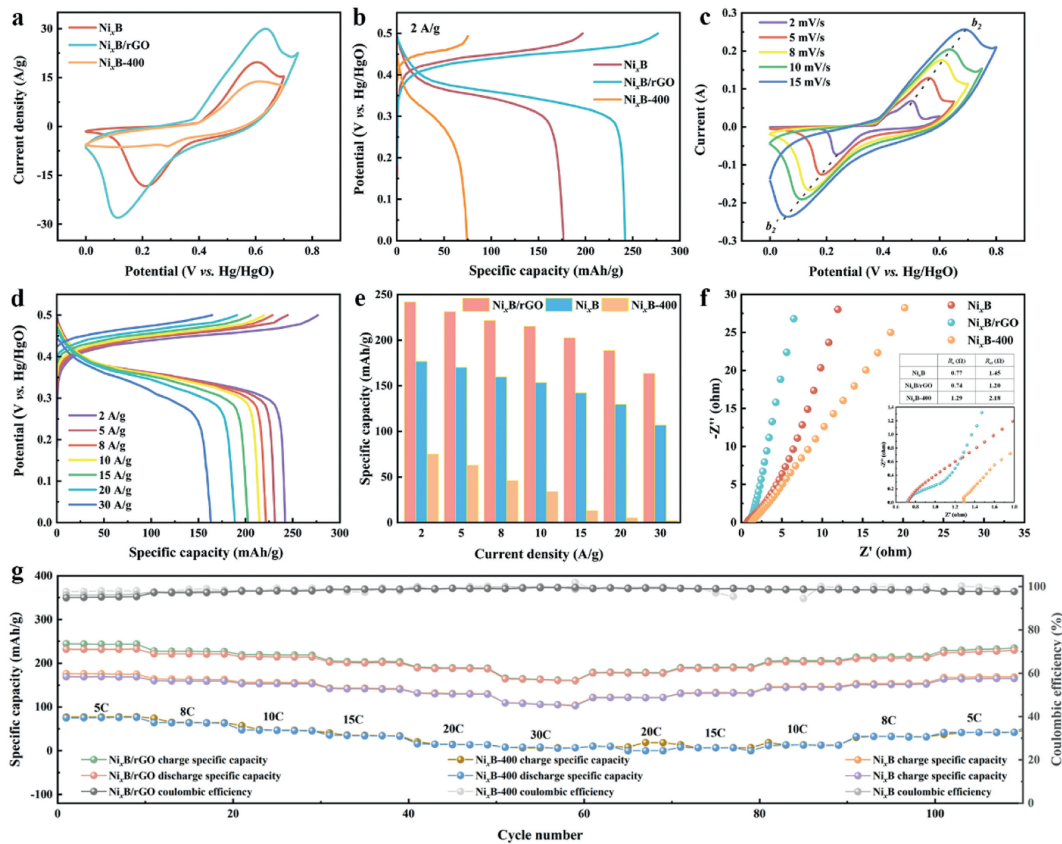 a
Ni𝑥B
Ni𝑥B/rGO
Ni𝑥B-400
Current density (A/g)
30
15
0
-15
-30
0.0 0.2 0.4 0.6 0.8
Potential (V vs. Hg/HgO)
b
2 A/g
Ni𝑥B
Ni𝑥B/rGO
Ni𝑥B-400
Potential (V vs. Hg/HgO)
0.5
0.4
0.3
0.2
0.1
0.0
0 50 100 150 200 250 300
Specific capacity (mAh/g)
c
2 mV/s
5 mV/s
8 mV/s
10 mV/s
15 mV/s
b2
b2
Current (A)
0.3
0.2
0.1
0.0
-0.1
-0.2
-0.3
0.0 0.2 0.4 0.6 0.8
Potential (V vs. Hg/HgO)
d
Potential (V vs. Hg/HgO)
0.5
0.4
0.3
0.2
0.1
0.0
2 A/g
5 A/g
8 A/g
10 A/g
15 A/g
20 A/g
30 A/g
0 50 100 150 200 250 300
Specific capacity (mAh/g)
e
Ni𝑥B/rGO Ni𝑥B Ni𝑥B-400
Specific capacity (mAh/g)
250
200
150
100
50
0
2 5 8 10 15 20 30
Current density (A/g)
f
Ni𝑥B
Ni𝑥B/rGO
Ni𝑥B-400
-Z'' (ohm)
30
25
20
15
10
5
0
Ni𝑥B 0.77 1.45
Ni𝑥B/rGO 0.74 1.20
Ni𝑥B-400 1.29 2.18
0 5 10 15 20 25 30 35
Z' (ohm)
g
Specific capacity (mAh/g)
400
300
200
100
0
-100
5C 8C 10C 15C 20C 30C 20C 15C 10C 8C 5C
Ni𝑥B/rGO charge specific capacity Ni𝑥B-400 charge specific capacity Ni𝑥B charge specific capacity
Ni𝑥B/rGO discharge specific capacity Ni𝑥B-400 discharge specific capacity Ni𝑥B discharge specific capacity
Ni𝑥B/rGO coulombic efficiency Ni𝑥B-400 coulombic efficiency Ni𝑥B coulombic efficiency
100
80
60
40
20
0
Coulombic efficiency (%)
0 20 40 60 80 100
Cycle number